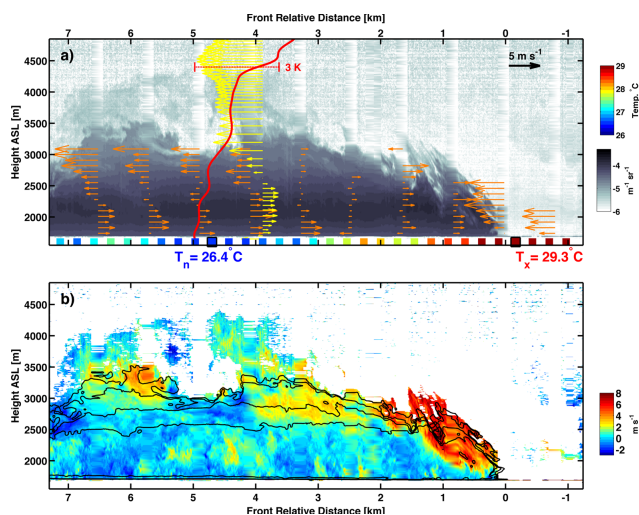 Front Relative Distance [km]
7 6 5 4 3 2 1 0 -1
a)
3 K
5 m s-1
Height ASL [m]
4500
4000
3500
3000
2500
2000
29
28
27
26
Temp. °C
-4
-5
-6
m-1 sr-1
Tn = 26.4°C
Tx = 29.3°C
b)
Height ASL [m]
4500
4000
3500
3000
2500
2000
8
6
4
2
0
-2
m s-1
7 6 5 4 3 2 1 0 -1
Front Relative Distance [km]